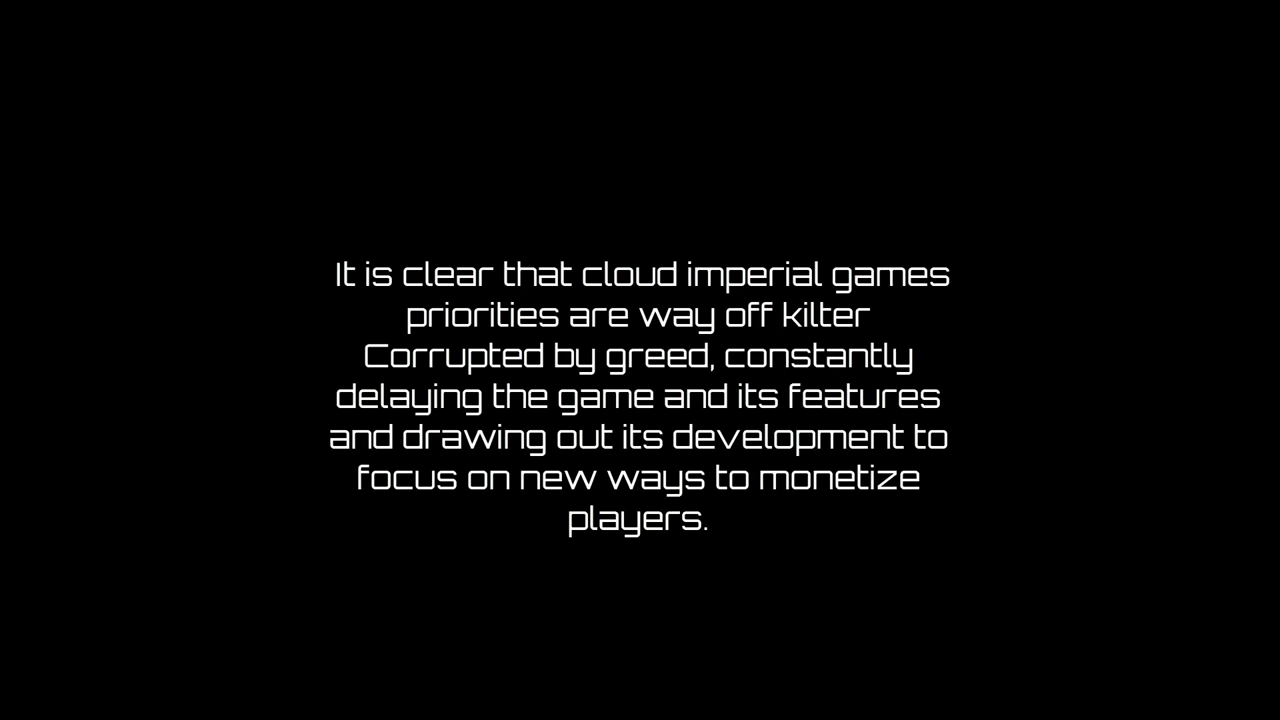 It is clear that cloud imperial games
priorities are way off kilter
Corrupted by greed, constantly
delaying the game and its features
and drawing out its development to
focus on new ways to monetize
players.